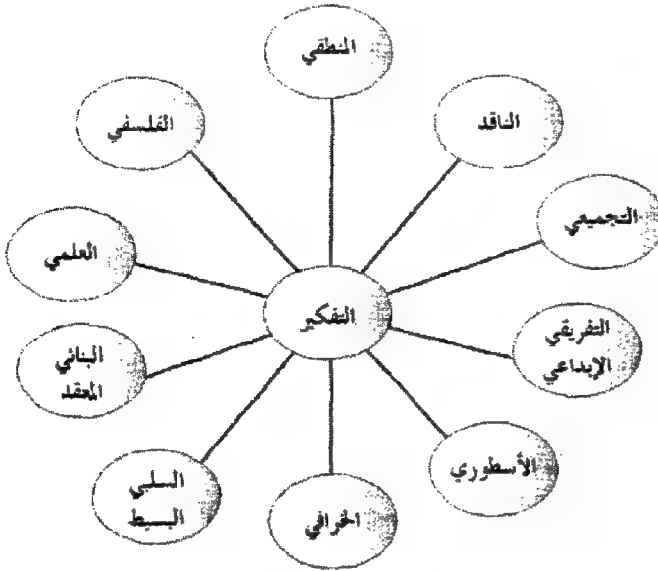 المنطقي
الناقد
الفلسفي
التجميعي
العلمي
التفكير
التفريقي
الإبداعي
البنائي
المعقد
الأسطوري
السلبي
البسيط
الخرافي